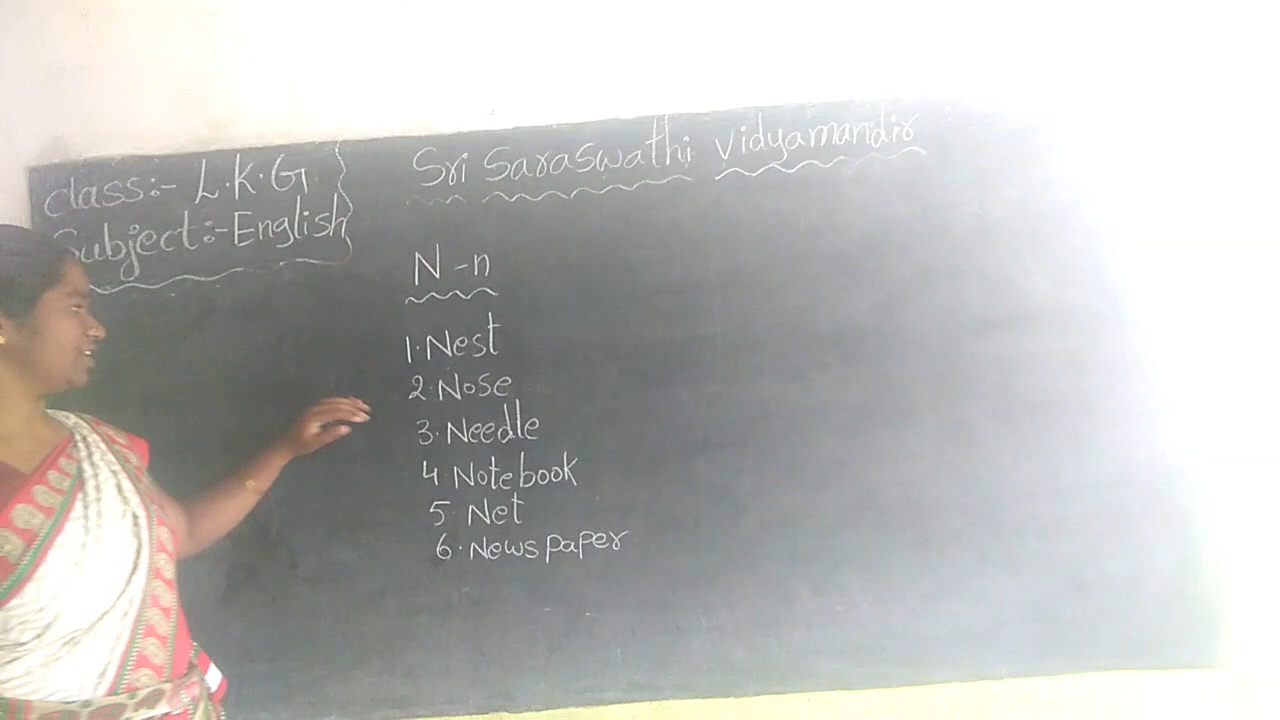 class:- L.K.G
Subject:-English
Sri Saraswathi vidyamandir
N-n
1.Nest
2.Nose
3.Needle
4.Notebook
5.Net
6.Newspaper